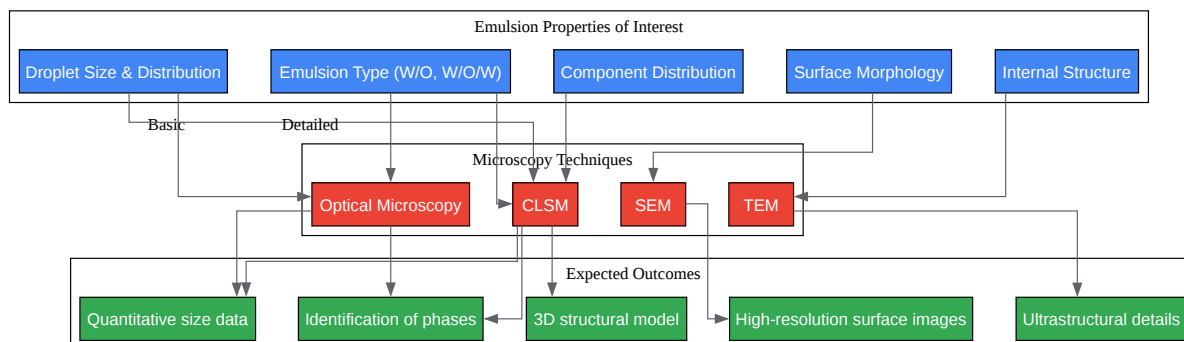 Emulsion Properties of Interest
Droplet Size & Distribution
Emulsion Type (W/O, W/O/W)
Component Distribution
Surface Morphology
Internal Structure
Basic
Detailed
Microscopy Techniques
Optical Microscopy
CLSM
SEM
TEM
Expected Outcomes
Quantitative size data
Identification of phases
3D structural model
High-resolution surface images
Ultrastructural details